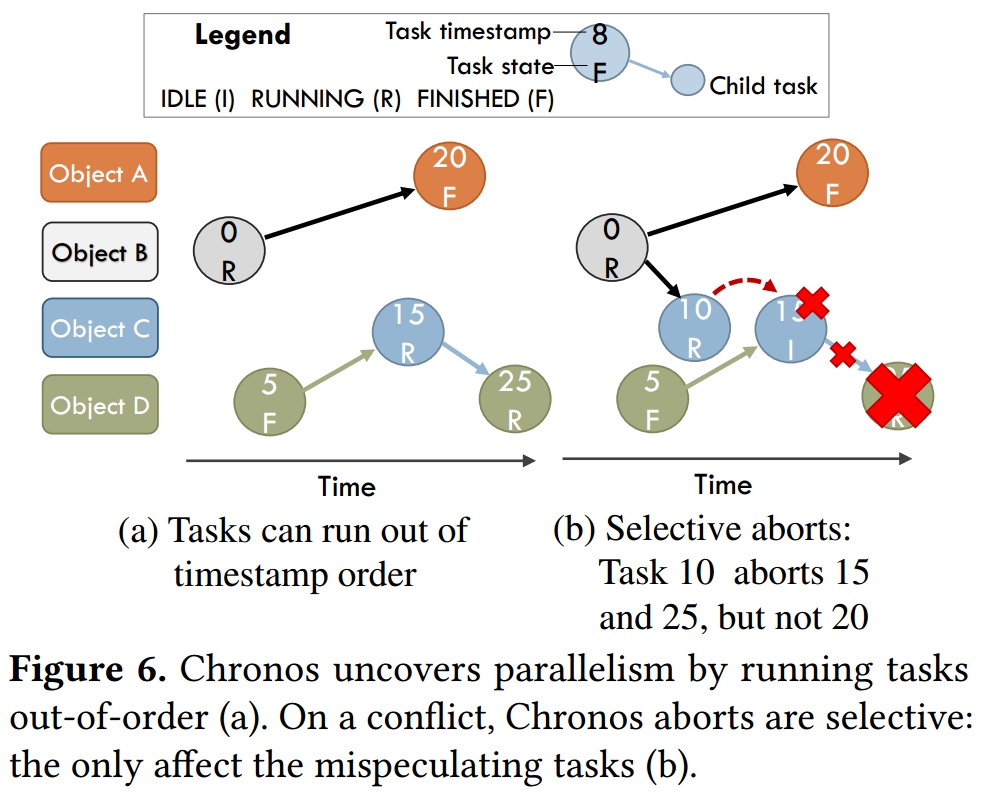 Legend
Task timestamp
8
Task state
F
Child task
IDLE (I) RUNNING (R) FINISHED (F)
Object A
Object B
Object C
Object D
20
F
0
R
15
R
5
F
25
R
Time
20
F
0
R
10
R
15
I
5
F
R
Time
(a) Tasks can run out of
timestamp order
(b) Selective aborts:
Task 10 aborts 15
and 25, but not 20
Figure 6. Chronos uncovers parallelism by running tasks
out-of-order (a). On a conflict, Chronos aborts are selective:
the only affect the mispeculating tasks (b).